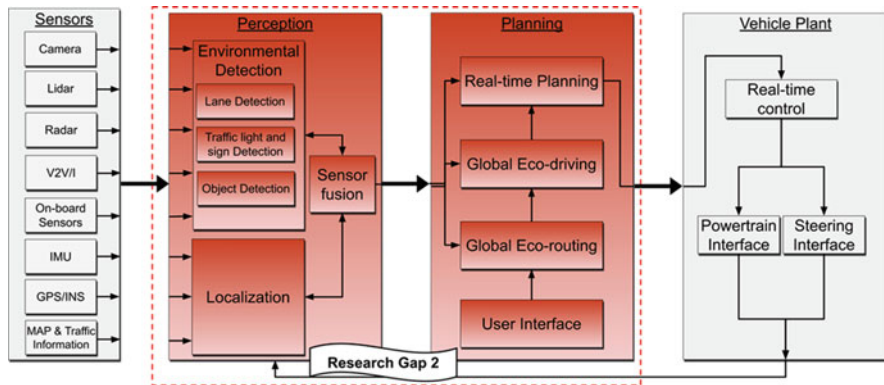 Sensors
Camera
Lidar
Radar
V2V/I
On-board
Sensors
IMU
GPS/INS
MAP & Traffic
Information
Perception
Environmental
Detection
Lane Detection
Traffic light and
sign Detection
Object Detection
Sensor
fusion
Localization
Planning
Real-time Planning
Global Eco-driving
Global Eco-routing
User Interface
Vehicle Plant
Real-time
control
Powertrain
Interface
Steering
Interface
Research Gap 2